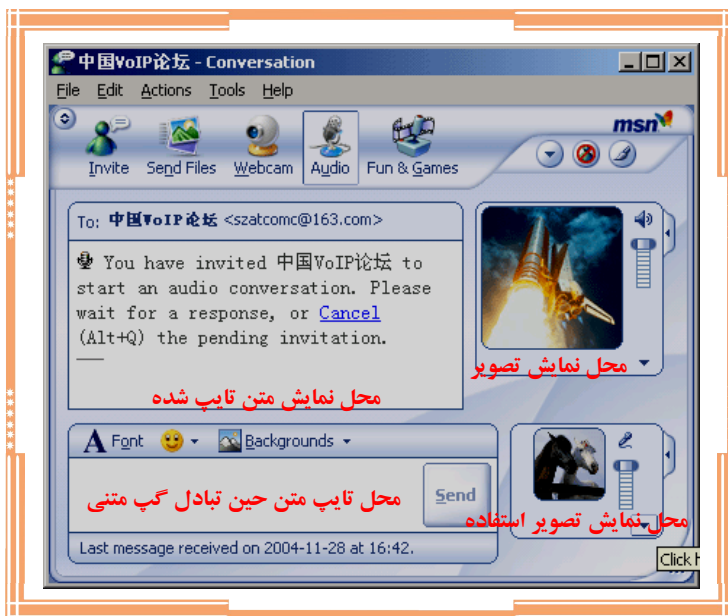 中国VoIP论坛 - Conversation
File Edit Actions Tools Help
msn
Invite Send Files Webcam Audio Fun & Games
To: 中国VoIP论坛 <szatcomc@163.com>
You have invited 中国VoIP论坛 to
start an audio conversation. Please
wait for a response, or Cancel
(Alt+Q) the pending invitation.
محل نمایش تصویر
محل نمایش متن تایپ شده
A Font Backgrounds
محل تایپ متن حین تبادل گپ متنی
Send
محل نمایش تصویر استفاده
Last message received on 2004-11-28 at 16:42.
Click